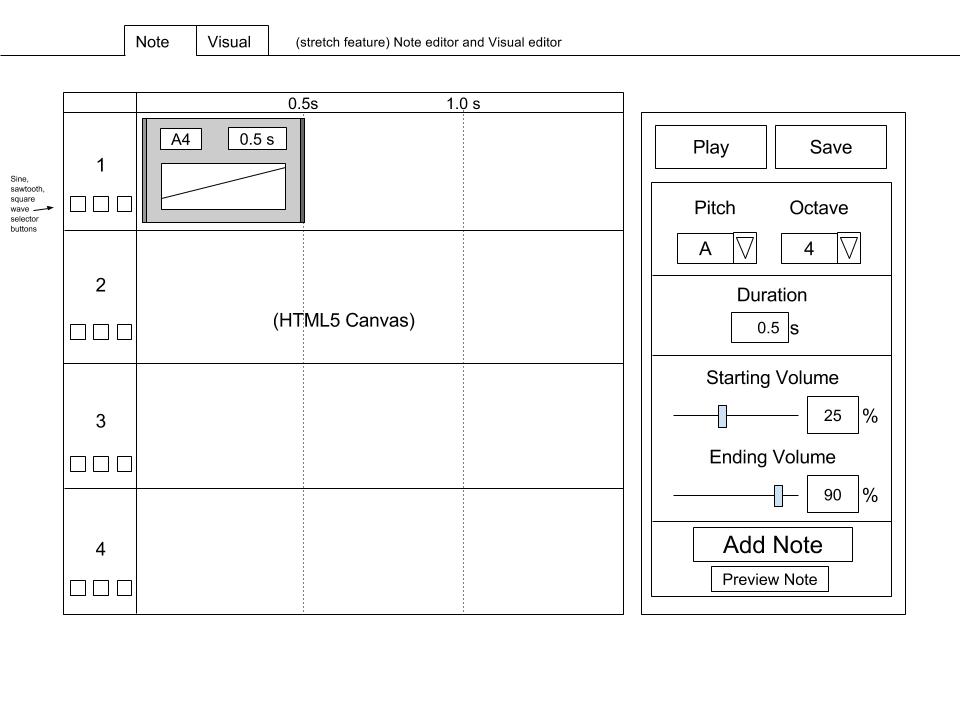 Note
Visual
(stretch feature) Note editor and Visual editor
0.5s
1.0 s
1
Sine,
sawtooth,
square
wave
selector
buttons
A4
0.5 s
2
(HTML5 Canvas)
3
4
Play
Save
Pitch
Octave
A
4
Duration
0.5 s
Starting Volume
25 %
Ending Volume
90 %
Add Note
Preview Note